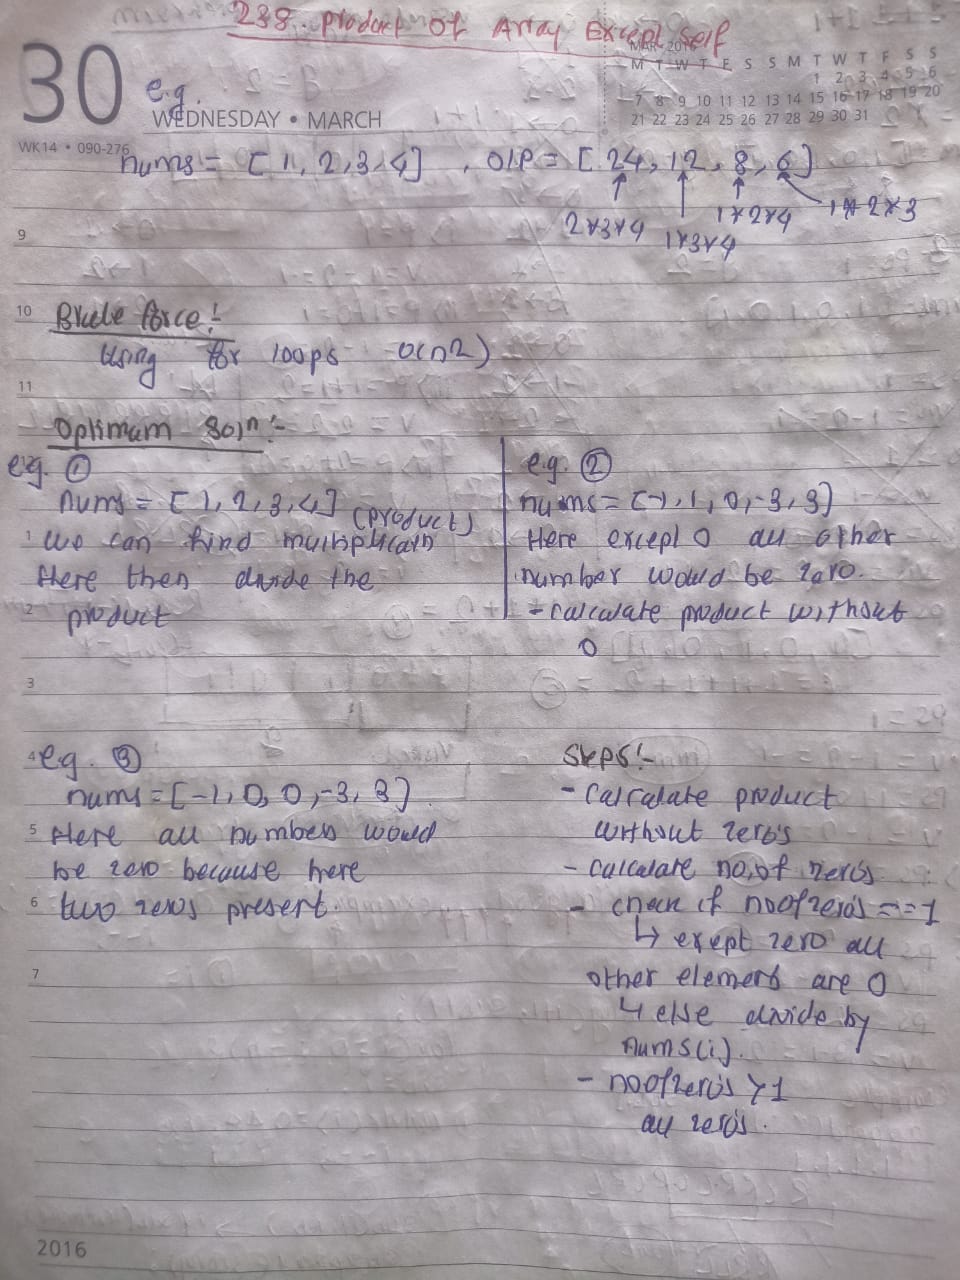 238. Product Of Array Except Self
MAR 2016
M T W T F S S M T W T F S S
1 2 3 4 5 6
7 8 9 10 11 12 13 14 15 16 17 18 19 20
21 22 23 24 25 26 27 28 29 30 31
30
e.g.
WEDNESDAY • MARCH
WK14 • 090-276
nums = [1, 2, 3, 4] , O/P = [24, 12, 8, 6]
2*3*4 1*3*4 1*2*4 1*2*3
9
10 Brute force:-
Using for loops O(n2)
11
Optimum Soln:-
e.g. ①
nums = [1, 2, 3, 4]
(product)
1 we can find multiplicain
Here then divide the
2 product
e.g. ②
nums = [-1, 1, 0, -3, 3]
Here except 0 all other
number would be zero.
- calculate product without
0
3
4 e.g. ③
nums = [-1, 0, 0, -3, 3]
5 Here all numbers would
be zero because here
6 two zeros present.
7
Steps:-
- Calculate product
without zero's
- calculate no. of zero's
- check if noofzero's == 1
↳ exept zero all
other elements are 0
↳ else divide by
nums(i).
- noofzero's > 1
all zero's.
2016